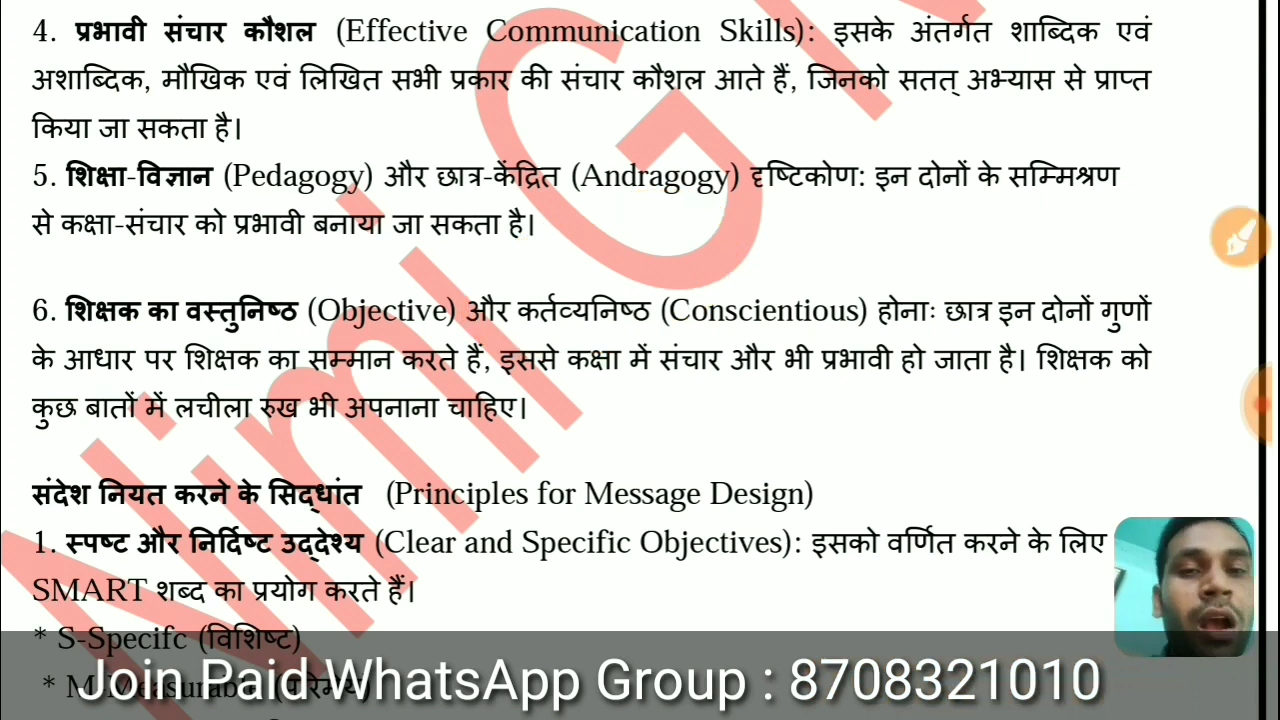 4. प्रभावी संचार कौशल (Effective Communication Skills): इसके अंतर्गत शाब्दिक एवं
अशाब्दिक, मौखिक एवं लिखित सभी प्रकार की संचार कौशल आते हैं, जिनको सतत् अभ्यास से प्राप्त
किया जा सकता है।
5. शिक्षा-विज्ञान (Pedagogy) और छात्र-केंद्रित (Andragogy) दृष्टिकोण: इन दोनों के सम्मिश्रण
से कक्षा-संचार को प्रभावी बनाया जा सकता है।
6. शिक्षक का वस्तुनिष्ठ (Objective) और कर्तव्यनिष्ठ (Conscientious) होनाः छात्र इन दोनों गुणों
के आधार पर शिक्षक का सम्मान करते हैं, इससे कक्षा में संचार और भी प्रभावी हो जाता है। शिक्षक को
कुछ बातों में लचीला रुख भी अपनाना चाहिए।
संदेश नियत करने के सिद्धांत (Principles for Message Design)
1. स्पष्ट और निर्दिष्ट उद्देश्य (Clear and Specific Objectives): इसको वर्णित करने के लिए
SMART शब्द का प्रयोग करते हैं।
* S-Specifc (विशिष्ट)
* M-Measurable
Join Paid WhatsApp Group : 8708321010
Nimi G